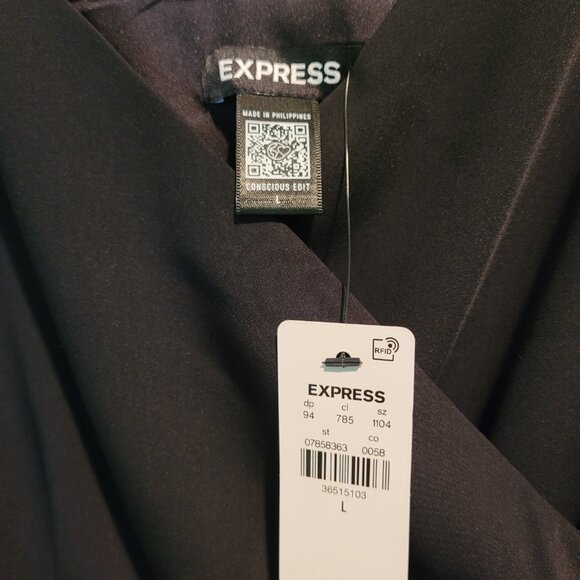 EXPRESS
MADE IN PHILIPPINES
CONSCIOUS EDIT
L
RFID
EXPRESS
dp cl sz
94 785 1104
st co
07858363 0058
36515103
L